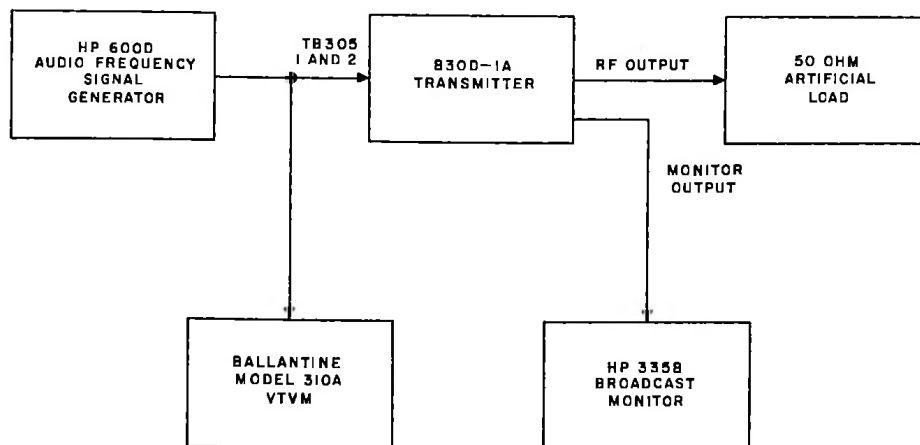 HP 600D
AUDIO FREQUENCY
SIGNAL
GENERATOR
TB305
1 AND 2
830D-1A
TRANSMITTER
RF OUTPUT
50 OHM
ARTIFICIAL
LOAD
MONITOR
OUTPUT
BALLANTINE
MODEL 310A
VTVM
HP 335B
BROADCAST
MONITOR